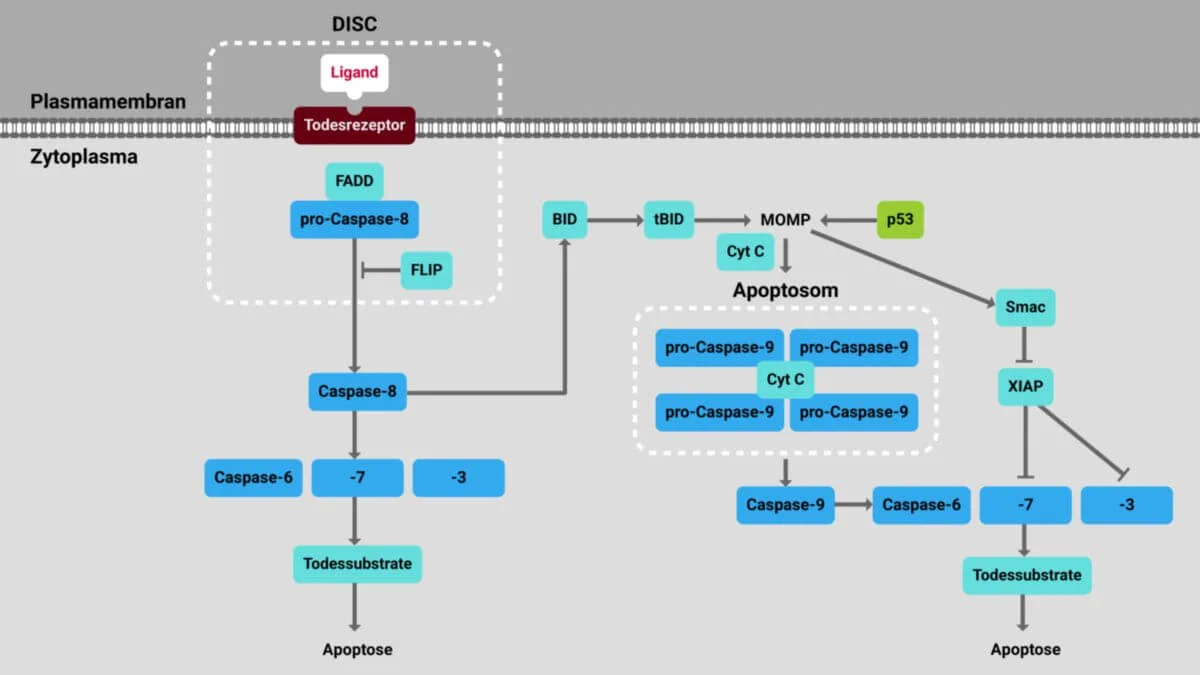 DISC
Ligand
Plasmamembran
Todesrezeptor
Zytoplasma
FADD
pro-Caspase-8
FLIP
Caspase-8
Caspase-6
-7
-3
Todessubstrate
Apoptose
BID
tBID
MOMP
p53
Cyt C
Apoptosom
pro-Caspase-9
pro-Caspase-9
Cyt C
pro-Caspase-9
pro-Caspase-9
Smac
XIAP
Caspase-9
Caspase-6
-7
-3
Todessubstrate
Apoptose